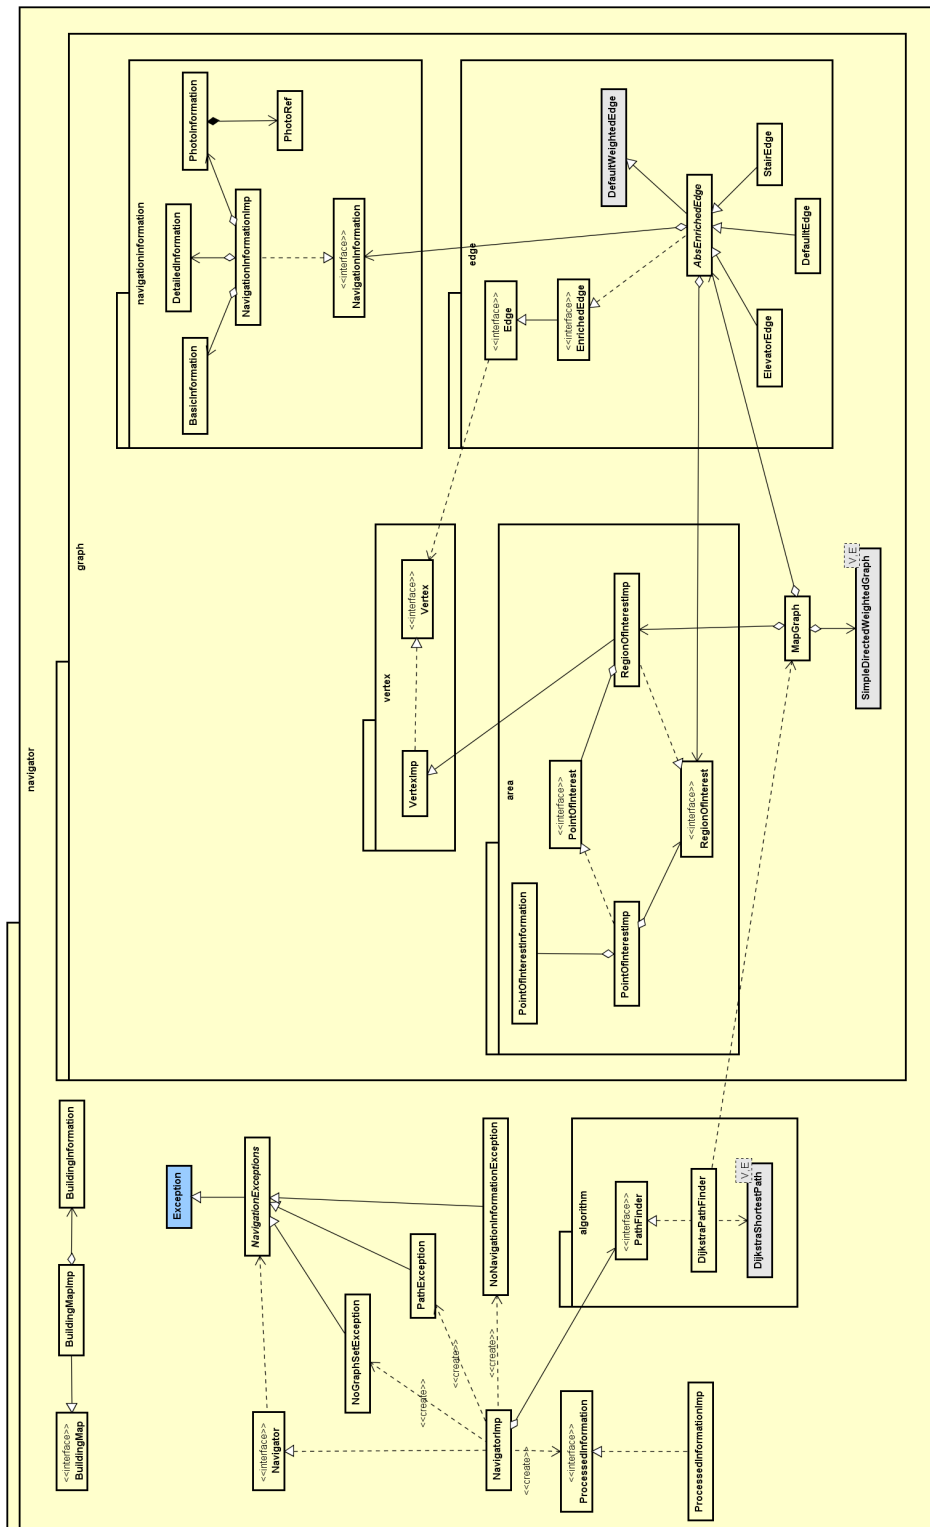 navigator
BuildingInformation
BuildingMapImp
<<interface>>
BuildingMap
Exception
NavigationExceptions
NoNavigationInformationException
PathException
NoGraphSetException
<<interface>>
Navigator
<<create>>
<<create>>
<<create>>
NavigatorImp
<<create>>
<<interface>>
ProcessedInformation
ProcessedInformationImp
algorithm
<<interface>>
PathFinder
DijkstraPathFinder
V,E
DijkstraShortestPath
graph
navigationinformation
PhotoInformation
PhotoRef
DetailedInformation
NavigationInformationImp
BasicInformation
<<interface>>
NavigationInformation
edge
DefaultWeightedEdge
AbsEnrichedEdge
StairEdge
DefaultEdge
ElevatorEdge
<<interface>>
Edge
<<interface>>
EnrichedEdge
vertex
<<interface>>
Vertex
VertexImp
area
RegionOfInterestImp
<<interface>>
PointOfInterest
<<interface>>
RegionOfInterest
PointOfInterestInformation
PointOfInterestImp
MapGraph
V,E
SimpleDirectedWeightedGraph